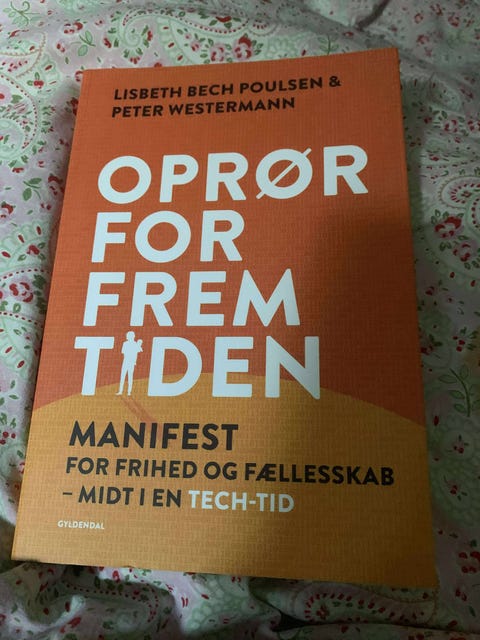 LISBETH BECH POULSEN &
PETER WESTERMANN
OPRØR
FOR
FREM
TIDEN
MANIFEST
FOR FRIHED OG FÆLLESSKAB
– MIDT I EN TECH-TID
GYLDENDAL